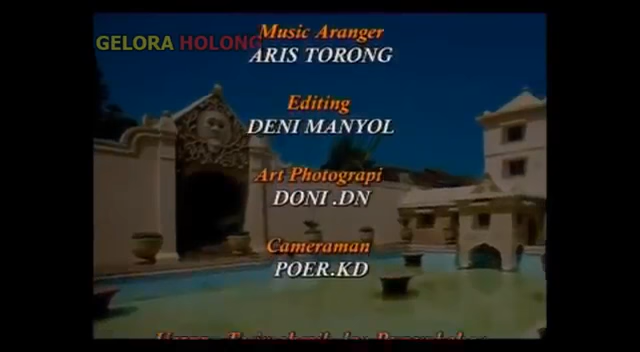 GELORA HOLONG
Music Aranger
ARIS TORONG
Editing
DENI MANYOL
Art Photograpi
DONI .DN
Cameraman
POER.KD